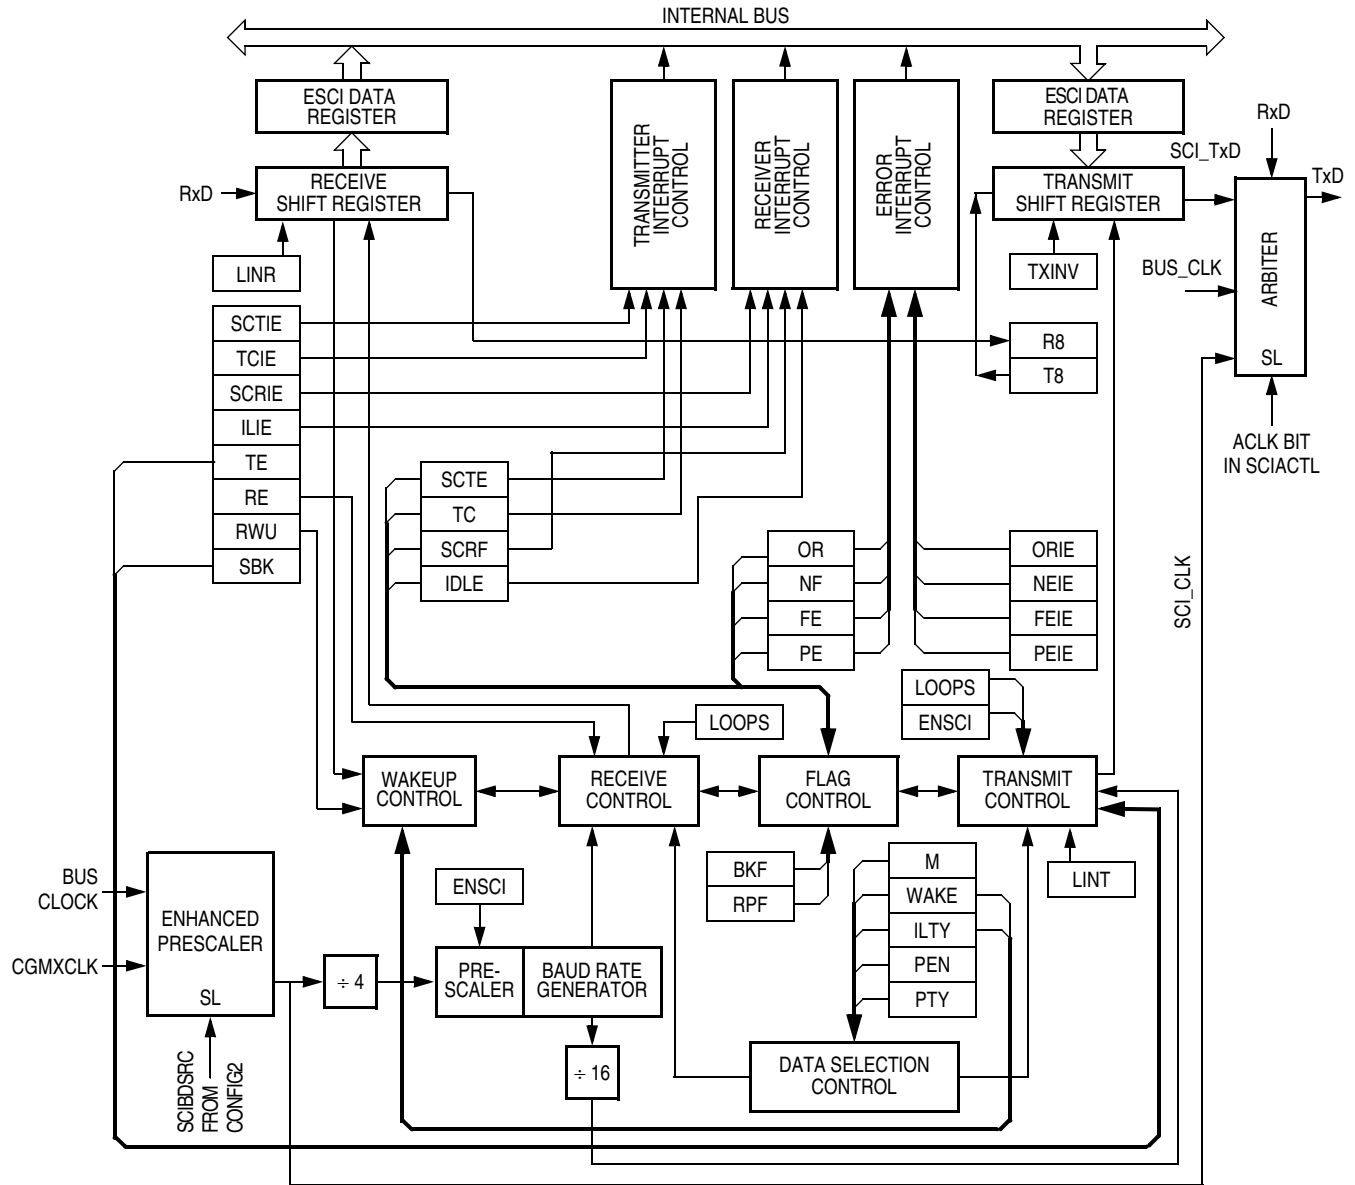 INTERNAL BUS
ESCI DATA
REGISTER
ESCI DATA
REGISTER
TRANSMITTER
INTERRUPT
CONTROL
RECEIVER
INTERRUPT
CONTROL
ERROR
INTERRUPT
CONTROL
RxD
SCI_TxD
TxD
RxD
RECEIVE
SHIFT REGISTER
TRANSMIT
SHIFT REGISTER
ARBITER
SL
BUS_CLK
LINR
TXINV
SCTIE
TCIE
SCRIE
ILIE
TE
RE
RWU
SBK
R8
T8
ACLK BIT
IN SCIACTL
SCTE
TC
SCRF
IDLE
OR
NF
FE
PE
ORIE
NEIE
FEIE
PEIE
SCI_CLK
LOOPS
ENSCI
LOOPS
WAKEUP
CONTROL
RECEIVE
CONTROL
FLAG
CONTROL
TRANSMIT
CONTROL
BKF
RPF
M
WAKE
ILTY
PEN
PTY
LINT
BUS
CLOCK
CGMXCLK
ENHANCED
PRESCALER
SL
ENSCI
÷ 4
PRE-
SCALER
BAUD RATE
GENERATOR
÷ 16
DATA SELECTION
CONTROL
SCIBDSRC
FROM
CONFIG2